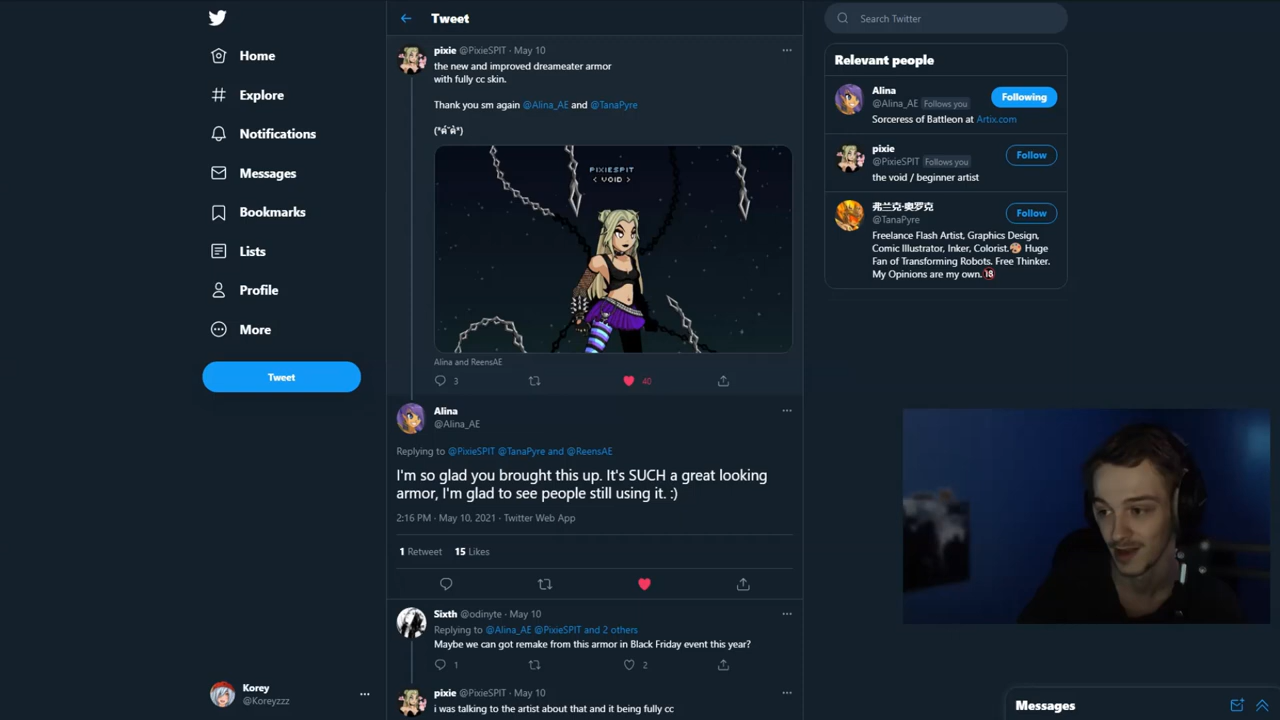 Home
Explore
Notifications
Messages
Bookmarks
Lists
Profile
More
Tweet
Korey
@Koreyzzz
Tweet
pixie @PixieSPIT · May 10
the new and improved dreameater armor
with fully cc skin.
Thank you sm again @Alina_AE and @TanaPyre
PIXIESPIT
< VOID >
Alina and ReensAE
3
40
Alina
@Alina_AE
Replying to @PixieSPIT @TanaPyre and @ReensAE
I'm so glad you brought this up. It's SUCH a great looking
armor, I'm glad to see people still using it. :)
2:16 PM · May 10, 2021 · Twitter Web App
1 Retweet 15 Likes
Sixth @odinyte · May 10
Replying to @Alina_AE @PixieSPIT and 2 others
Maybe we can got remake from this armor in Black Friday event this year?
1
2
pixie @PixieSPIT · May 10
i was talking to the artist about that and it being fully cc
Search Twitter
Relevant people
Alina
@Alina_AE Follows you
Following
Sorceress of Battleon at Artix.com
pixie
@PixieSPIT Follows you
Follow
the void / beginner artist
弗兰克·奥罗克
@TanaPyre
Follow
Freelance Flash Artist, Graphics Design,
Comic Illustrator, Inker, Colorist.🎨 Huge
Fan of Transforming Robots. Free Thinker.
My Opinions are my own.🔞
Messages